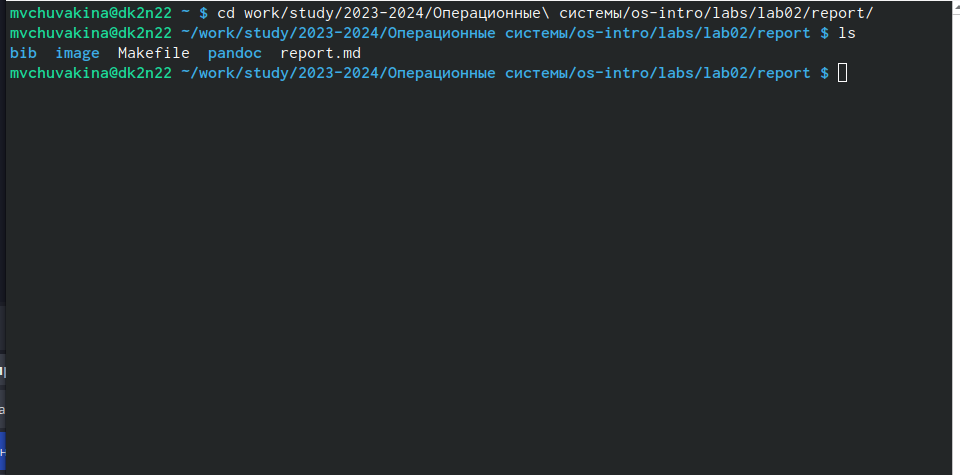 mvchuvakina@dk2n22 ~ $ cd work/study/2023-2024/Операционные\ системы/os-intro/labs/lab02/report/
mvchuvakina@dk2n22 ~/work/study/2023-2024/Операционные системы/os-intro/labs/lab02/report $ ls
bib image Makefile pandoc report.md
mvchuvakina@dk2n22 ~/work/study/2023-2024/Операционные системы/os-intro/labs/lab02/report $